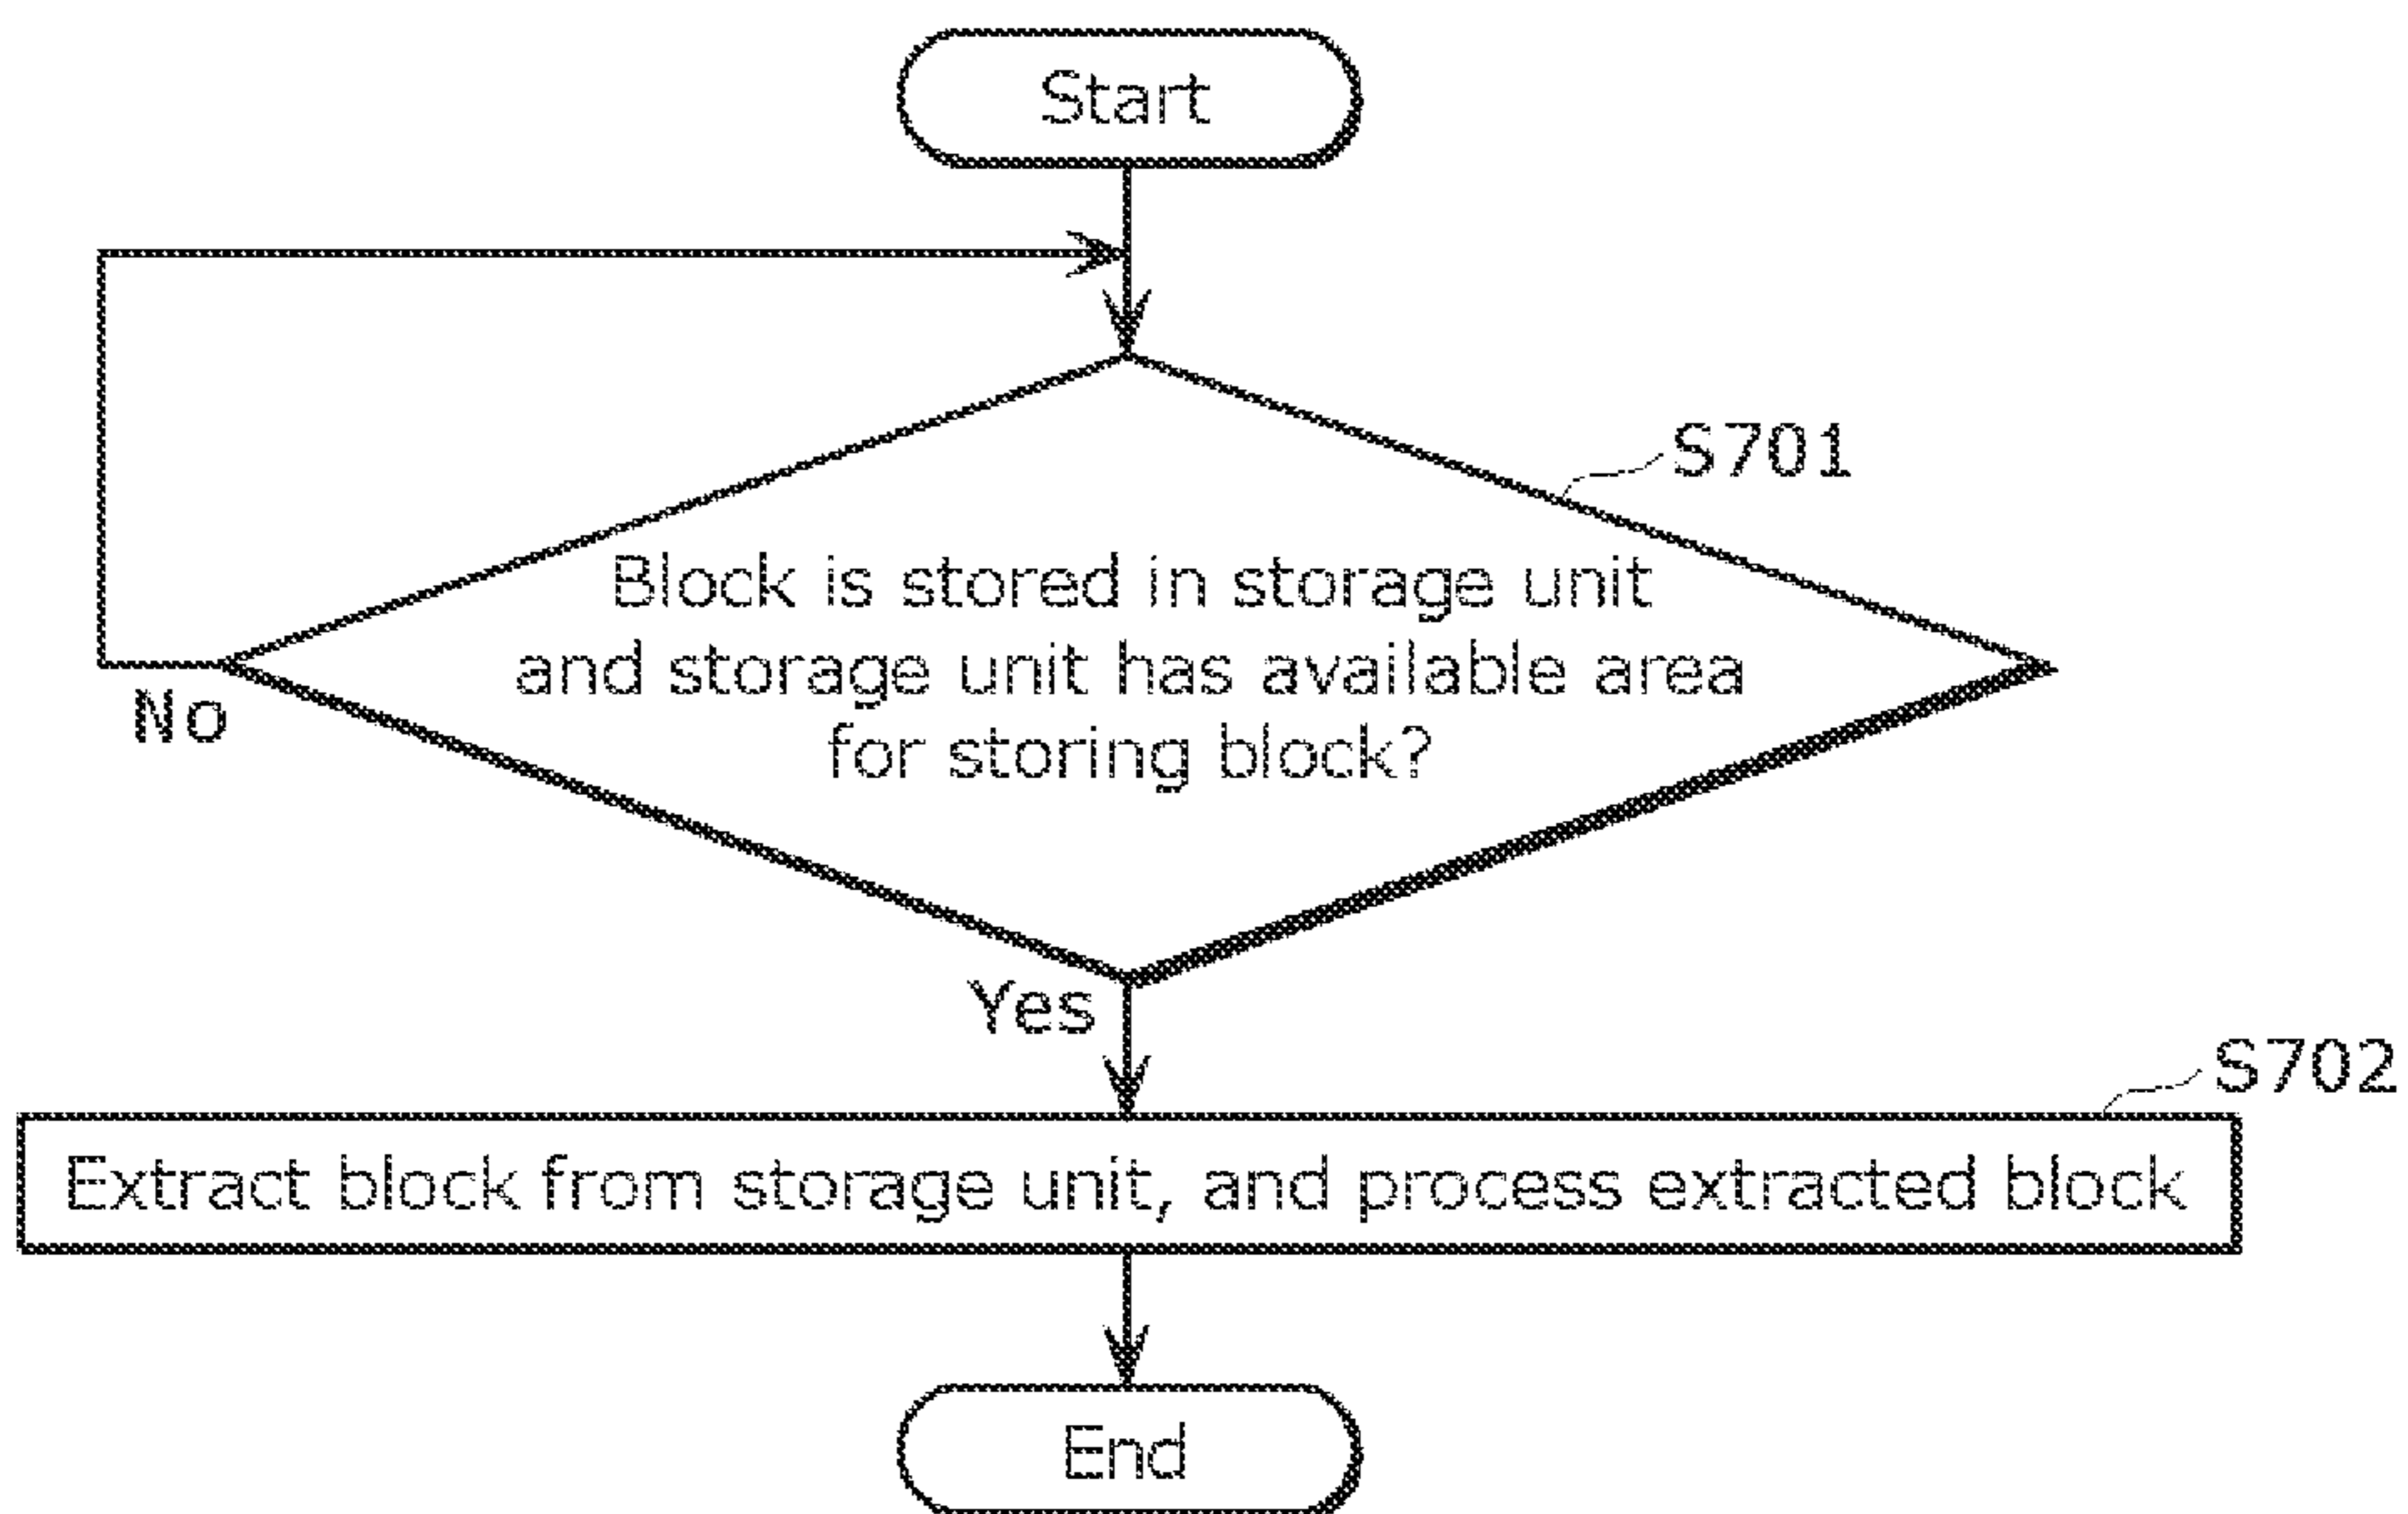 Start
S701
Block is stored in storage unit
and storage unit has available area
for storing block?
No
Yes
S702
Extract block from storage unit, and process extracted block
End